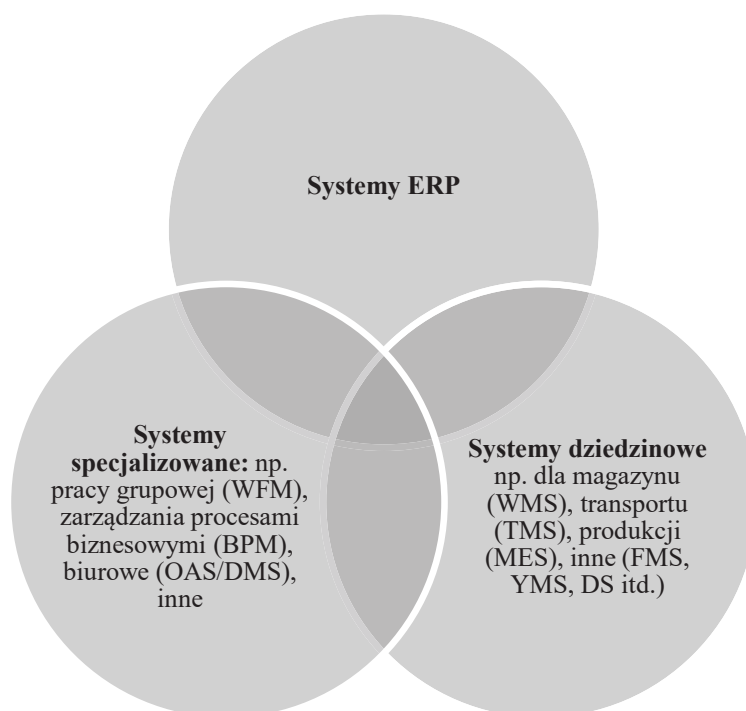 Systemy ERP
Systemy
specjalizowane: np.
pracy grupowej (WFM),
zarządzania procesami
biznesowymi (BPM),
biurowe (OAS/DMS),
inne
Systemy dziedzinowe
np. dla magazynu
(WMS), transportu
(TMS), produkcji
(MES), inne (FMS,
YMS, DS itd.)